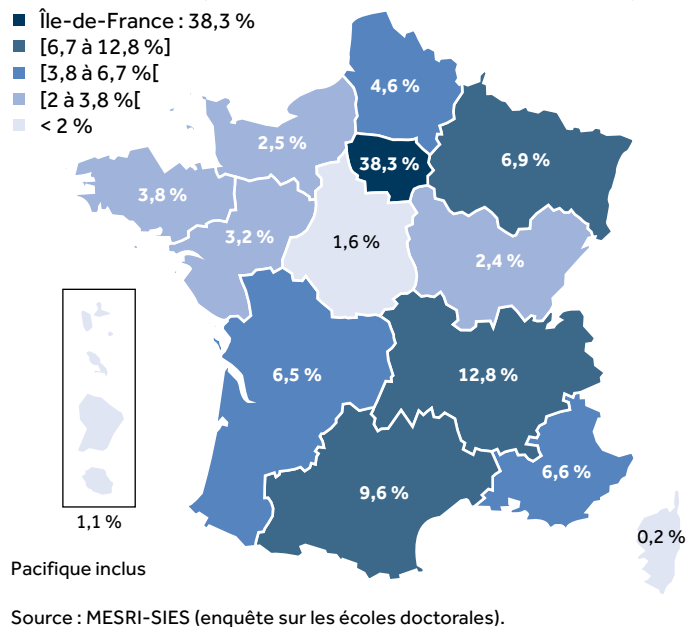 Île-de-France : 38,3 %
[6,7 à 12,8 %]
[3,8 à 6,7 %[
[2 à 3,8 %[
< 2 %
4,6 %
2,5 %
38,3 %
6,9 %
3,8 %
3,2 %
1,6 %
2,4 %
6,5 %
12,8 %
6,6 %
9,6 %
1,1 %
0,2 %
Pacifique inclus
Source : MESRI-SIES (enquête sur les écoles doctorales).